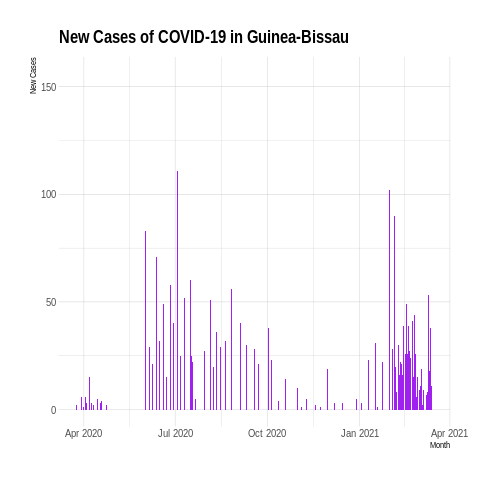 New Cases of COVID-19 in Guinea-Bissau
New Cases
150
100
50
0
Apr 2020
Jul 2020
Oct 2020
Jan 2021
Apr 2021
Month